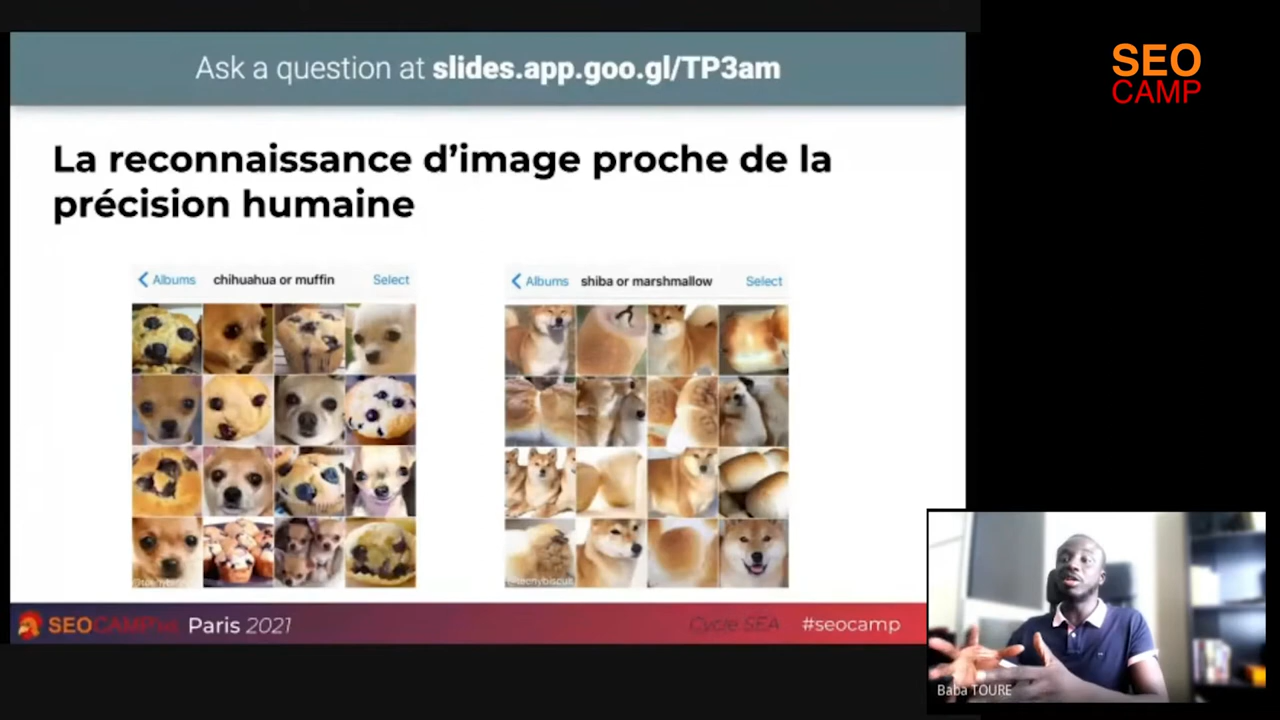 Ask a question at slides.app.goo.gl/TP3am
SEO
CAMP
La reconnaissance d’image proche de la
précision humaine
Albums chihuahua or muffin Select
Albums shiba or marshmallow Select
@teenybiscuit
SEOCAMP Paris 2021
Cycle SEA #seocamp
Baba TOURE